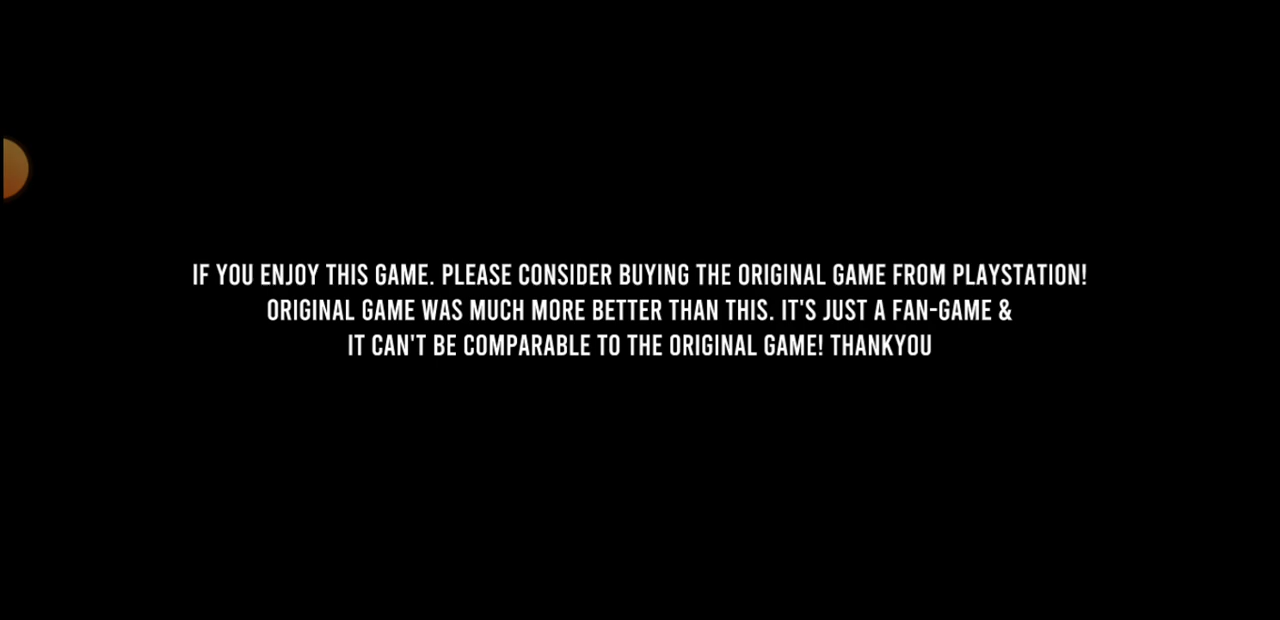 IF YOU ENJOY THIS GAME. PLEASE CONSIDER BUYING THE ORIGINAL GAME FROM PLAYSTATION!
ORIGINAL GAME WAS MUCH MORE BETTER THAN THIS. IT'S JUST A FAN-GAME &
IT CAN'T BE COMPARABLE TO THE ORIGINAL GAME! THANKYOU